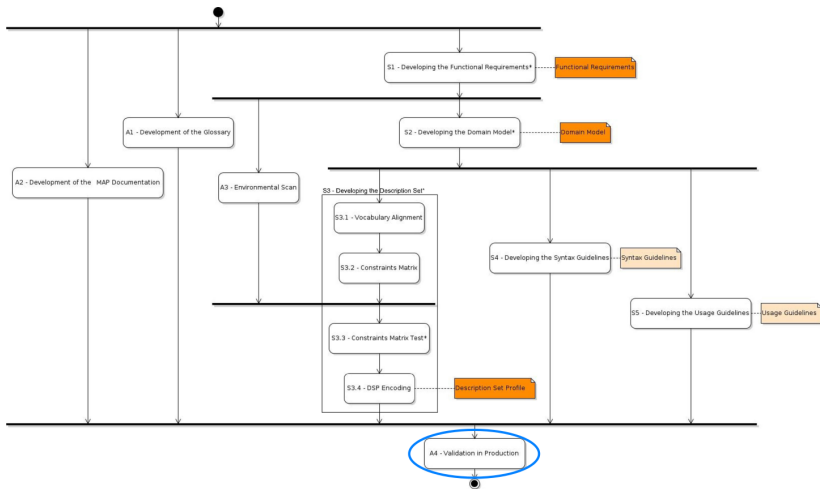 S1 - Developing the Functional Requirements*
Functional Requirements
A1 - Development of the Glossary
S2 - Developing the Domain Model*
Domain Model
A2 - Development of the MAP Documentation
A3 - Environmental Scan
S3 - Developing the Description Set*
S3.1 - Vocabulary Alignment
S3.2 - Constraints Matrix
S4 - Developing the Syntax Guidelines
Syntax Guidelines
S5 - Developing the Usage Guidelines
Usage Guidelines
S3.3 - Constraints Matrix Test*
S3.4 - DSP Encoding
Description Set Profile
A4 - Validation in Production